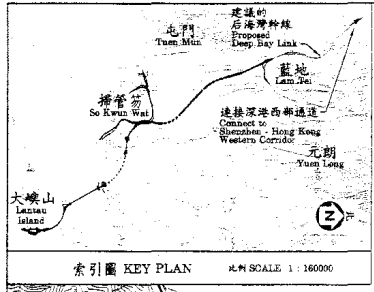 建議的
后海灣幹線
Proposed
Deep Bay Link
屯門
Tuen Mun
藍地
Lam Tei
掃管笏
So Kwun Wat
連接深港西部通道
Connect to
Shenzhen - Hong Kong
Western Corridor
元朗
Yuen Long
大嶼山
Lantau
island
N
北
索引圖 KEY PLAN
比例 SCALE 1 : 160000